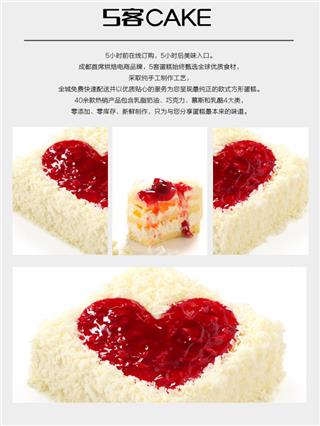 5客CAKE
5小时前在线订购，5小时后美味入口。
成都首席烘焙电商品牌，5客蛋糕始终甄选全球优质食材，
采取纯手工制作工艺，
全城免费快速配送并以优质贴心的服务为您呈现最纯正的欧式方形蛋糕。
40余款热销产品包含乳脂奶油、巧克力、慕斯和乳酪4大类，
零添加、零库存、新鲜制作，只为与您分享蛋糕最本来的味道。